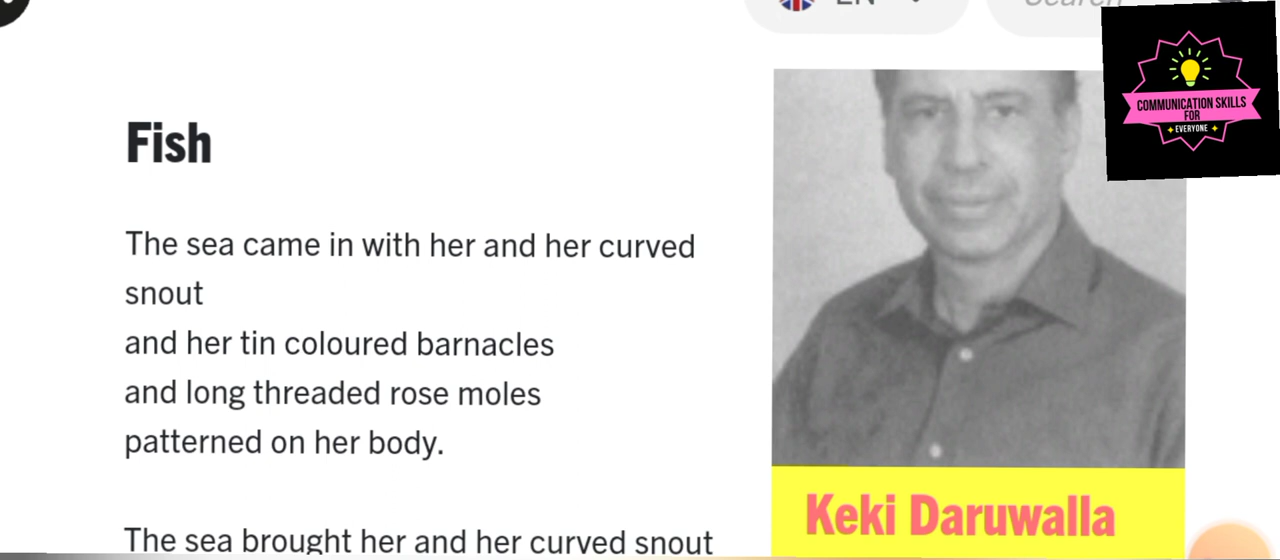 EN
Search
COMMUNICATION SKILLS
FOR
EVERYONE
Fish
The sea came in with her and her curved
snout
and her tin coloured barnacles
and long threaded rose moles
patterned on her body.
The sea brought her and her curved snout
Keki Daruwalla